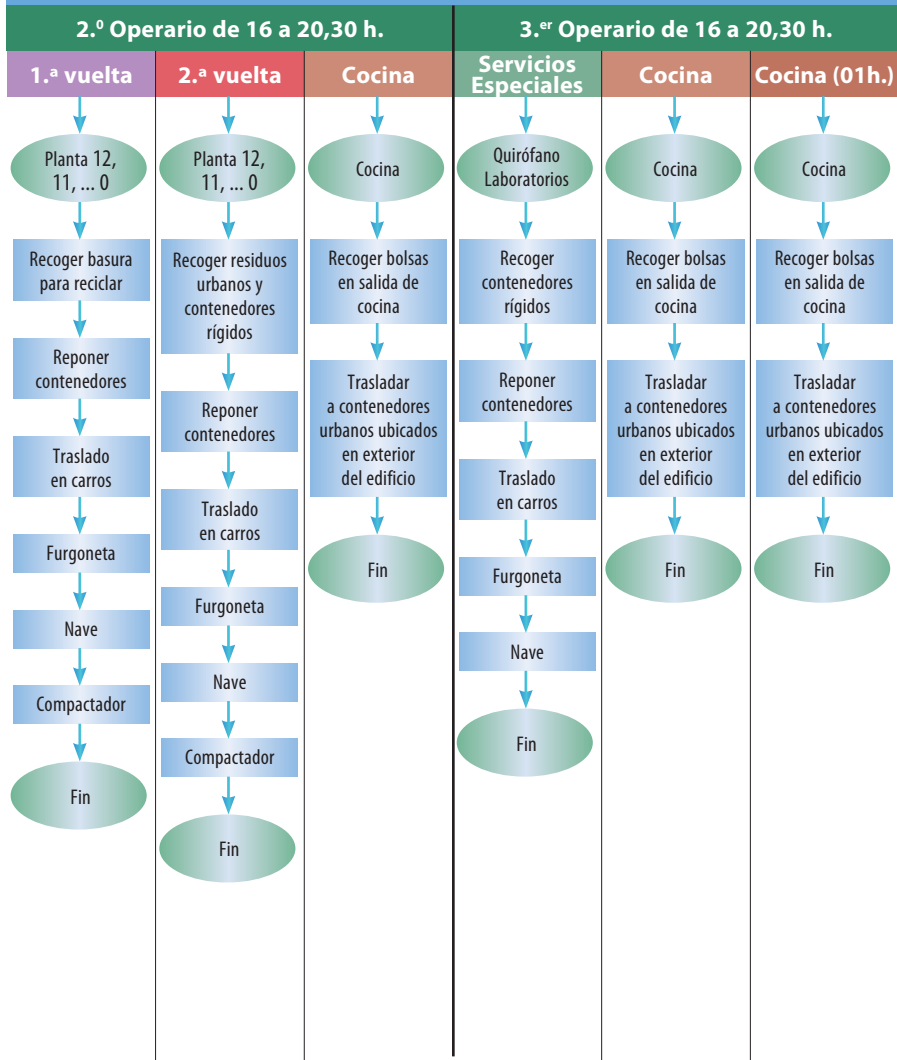 2.º Operario de 16 a 20,30 h.
1.ª vuelta
Planta 12,
11, ... 0
Recoger basura
para reciclar
Reponer
contenedores
Traslado
en carros
Furgoneta
Nave
Compactador
Fin
2.ª vuelta
Planta 12,
11, ... 0
Recoger residuos
urbanos y
contenedores
rígidos
Reponer
contenedores
Traslado
en carros
Furgoneta
Nave
Compactador
Fin
Cocina
Cocina
Recoger bolsas
en salida de
cocina
Trasladar
a contenedores
urbanos ubicados
en exterior
del edificio
Fin
3.er Operario de 16 a 20,30 h.
Servicios
Especiales
Quirófano
Laboratorios
Recoger
contenedores
rígidos
Reponer
contenedores
Traslado
en carros
Furgoneta
Nave
Fin
Cocina
Cocina
Recoger bolsas
en salida de
cocina
Trasladar
a contenedores
urbanos ubicados
en exterior
del edificio
Fin
Cocina (01h.)
Cocina
Recoger bolsas
en salida de
cocina
Trasladar
a contenedores
urbanos ubicados
en exterior
del edificio
Fin